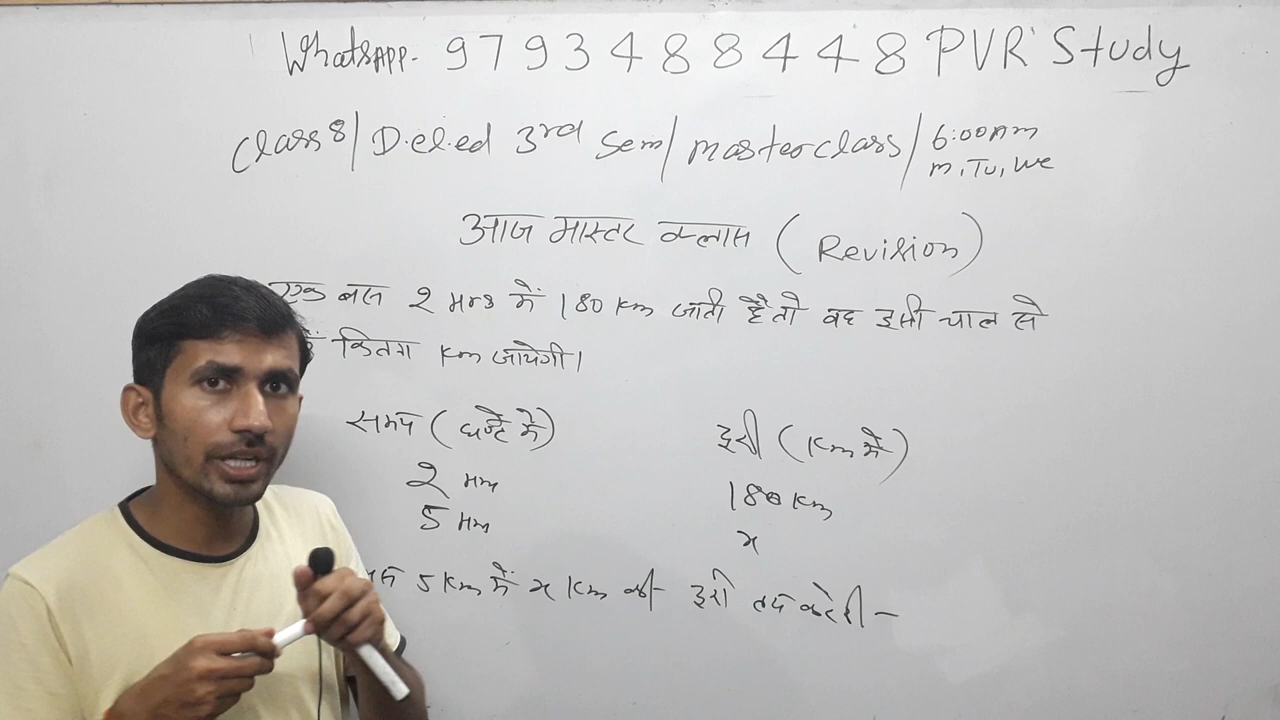 WhatsAPP. 9793488448 PVR Study
Class 8/ D.el.ed 3rd Sem/ masterclass/ 6:00Am
m, Tu, We
आज मास्टर क्लास (Revision)
एक बस 2 hrs में 180 km जाती है तो वह इसी चाल से
कितना km जायेगी।
समय (घण्टे में) दूरी (km में)
2 hrs 180 km
5 hrs x
5 km में x km की दूरी तय करेगी -